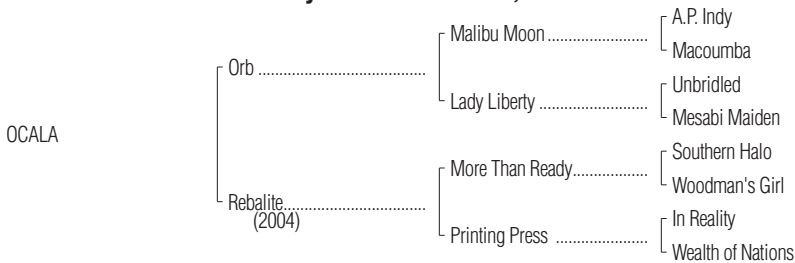 A.P. Indy
Malibu Moon
Macoumba
Orb
Unbridled
Lady Liberty
Mesabi Maiden
OCALA
Southern Halo
More Than Ready
Woodman's Girl
Rebalite
(2004)
In Reality
Printing Press
Wealth of Nations